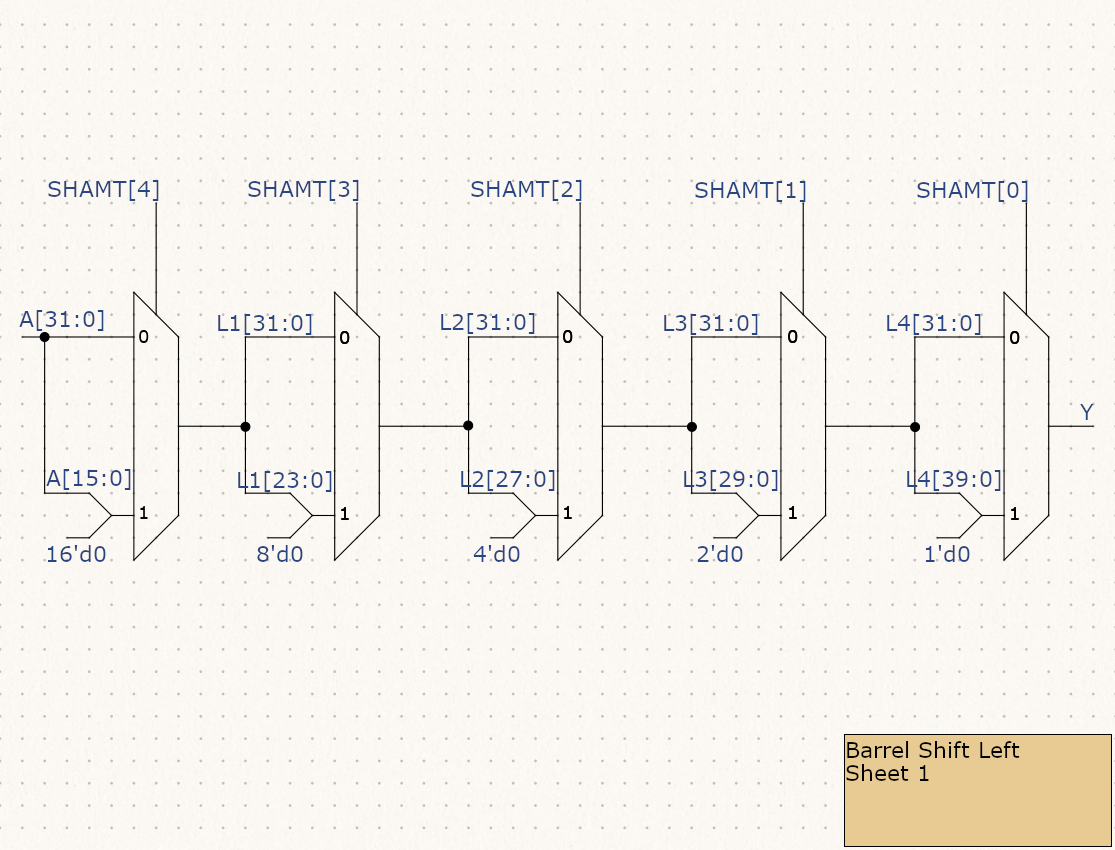 SHAMT[4]
SHAMT[3]
SHAMT[2]
SHAMT[1]
SHAMT[0]
A[31:0]
L1[31:0]
L2[31:0]
L3[31:0]
L4[31:0]
0
0
0
0
0
Y
A[15:0]
L1[23:0]
L2[27:0]
L3[29:0]
L4[39:0]
1
1
1
1
1
16'd0
8'd0
4'd0
2'd0
1'd0
Barrel Shift Left
Sheet 1